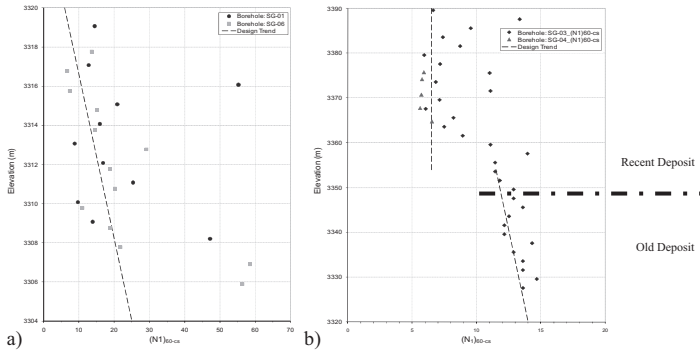 3320
3318
3316
3314
3312
3310
3308
3306
3304
Elevation (m)
0 10 20 30 40 50 60 70
(N1)60-cs
Borehole: SG-01
Borehole: SG-06
Design Trend
a)
3390
3380
3370
3360
3350
3340
3330
3320
Elevation (m)
0 5 10 15 20
(N1)60-cs
Borehole: SG-03_(N1)60-cs
Borehole: SG-04_(N1)60-cs
Design Trend
b)
Recent Deposit
Old Deposit